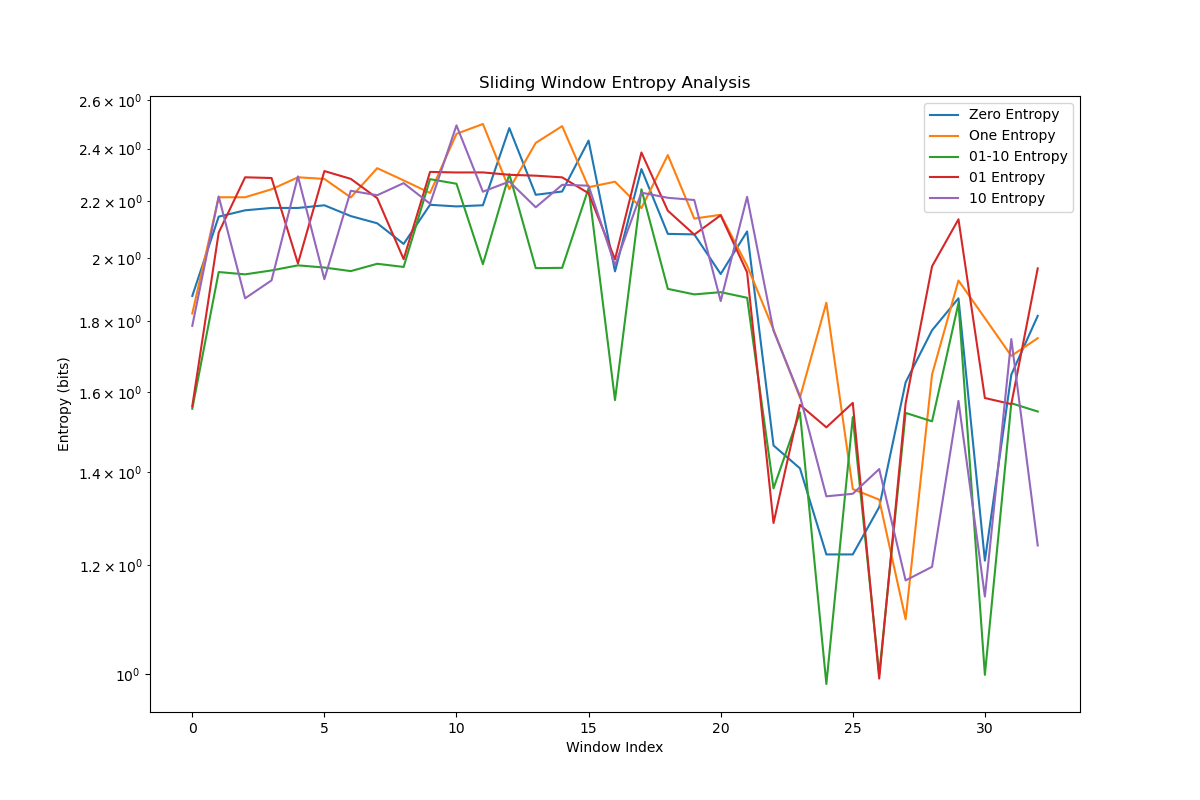 Sliding Window Entropy Analysis
Zero Entropy
One Entropy
01-10 Entropy
01 Entropy
10 Entropy
Entropy (bits)
2.6 × 10⁰
2.4 × 10⁰
2.2 × 10⁰
2 × 10⁰
1.8 × 10⁰
1.6 × 10⁰
1.4 × 10⁰
1.2 × 10⁰
10⁰
0 5 10 15 20 25 30
Window Index